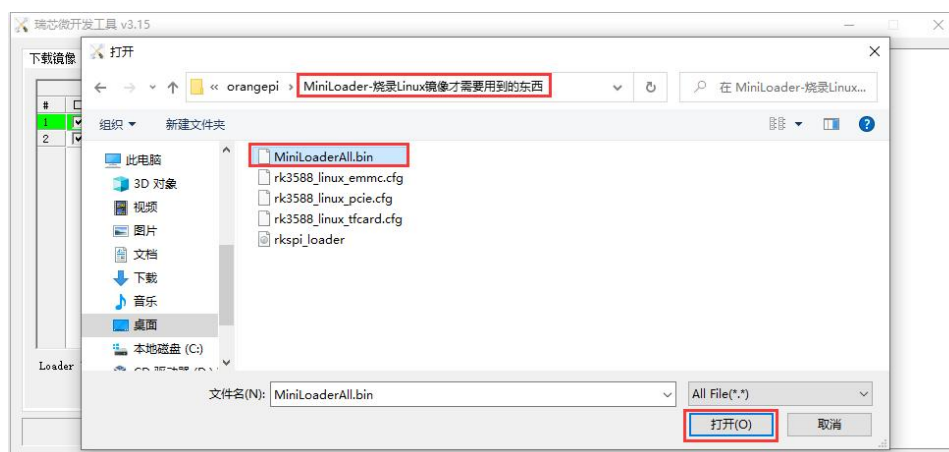 瑞芯微开发工具 v3.15
下载镜像
打开
« orangepi › MiniLoader-烧录Linux镜像才需要用到的东西
在 MiniLoader-烧录Linux...
组织
新建文件夹
#
1
2
此电脑
3D 对象
视频
图片
文档
下载
音乐
桌面
本地磁盘 (C:)
MiniLoaderAll.bin
rk3588_linux_emmc.cfg
rk3588_linux_pcie.cfg
rk3588_linux_tfcard.cfg
rkspi_loader
Loader
文件名(N): MiniLoaderAll.bin
All File(*.*)
打开(O)
取消